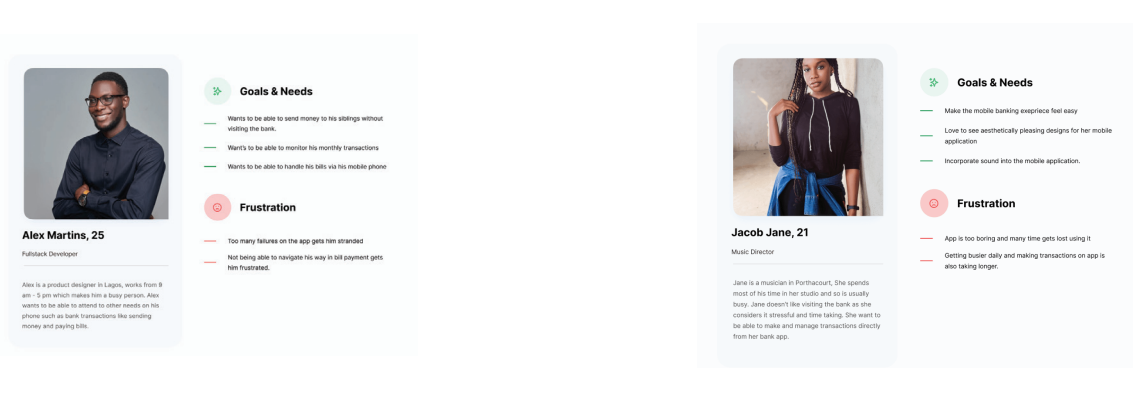 Alex Martins, 25
Fullstack Developer
Alex is a product designer in Lagos, works from 9
am - 5 pm which makes him a busy person. Alex
wants to be able to attend to other needs on his
phone such as bank transactions like sending
money and paying bills.
Goals & Needs
Wants to be able to send money to his siblings without
visiting the bank.
Want's to be able to monitor his monthly transactions
Wants to be able to handle his bills via his mobile phone
Frustration
Too many failures on the app gets him stranded
Not being able to navigate his way in bill payment gets
him frustrated.
Jacob Jane, 21
Music Director
Jane is a musician in Porthacourt, She spends
most of his time in her studio and so is usually
busy. Jane doesn't like visiting the bank as she
considers it stressful and time taking. She want to
be able to make and manage transactions directly
from her bank app.
Goals & Needs
Make the mobile banking exepriece feel easy
Love to see aesthetically pleasing designs for her mobile
application
Incorporate sound into the mobile application.
Frustration
App is too boring and many time gets lost using it
Getting busier daily and making transactions on app is
also taking longer.